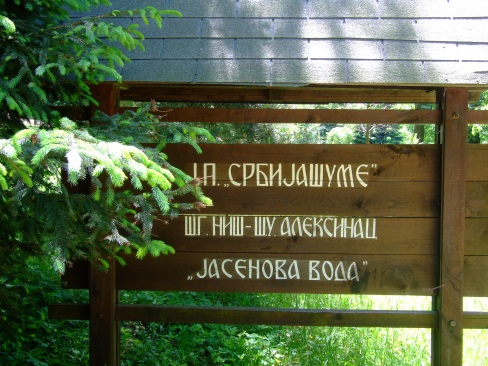 Ј.П. „СРБИЈАШУМЕ"
ШГ. НИШ-ШУ. АЛЕКСИНАЦ
„ЈАСЕНОВА ВОДА"